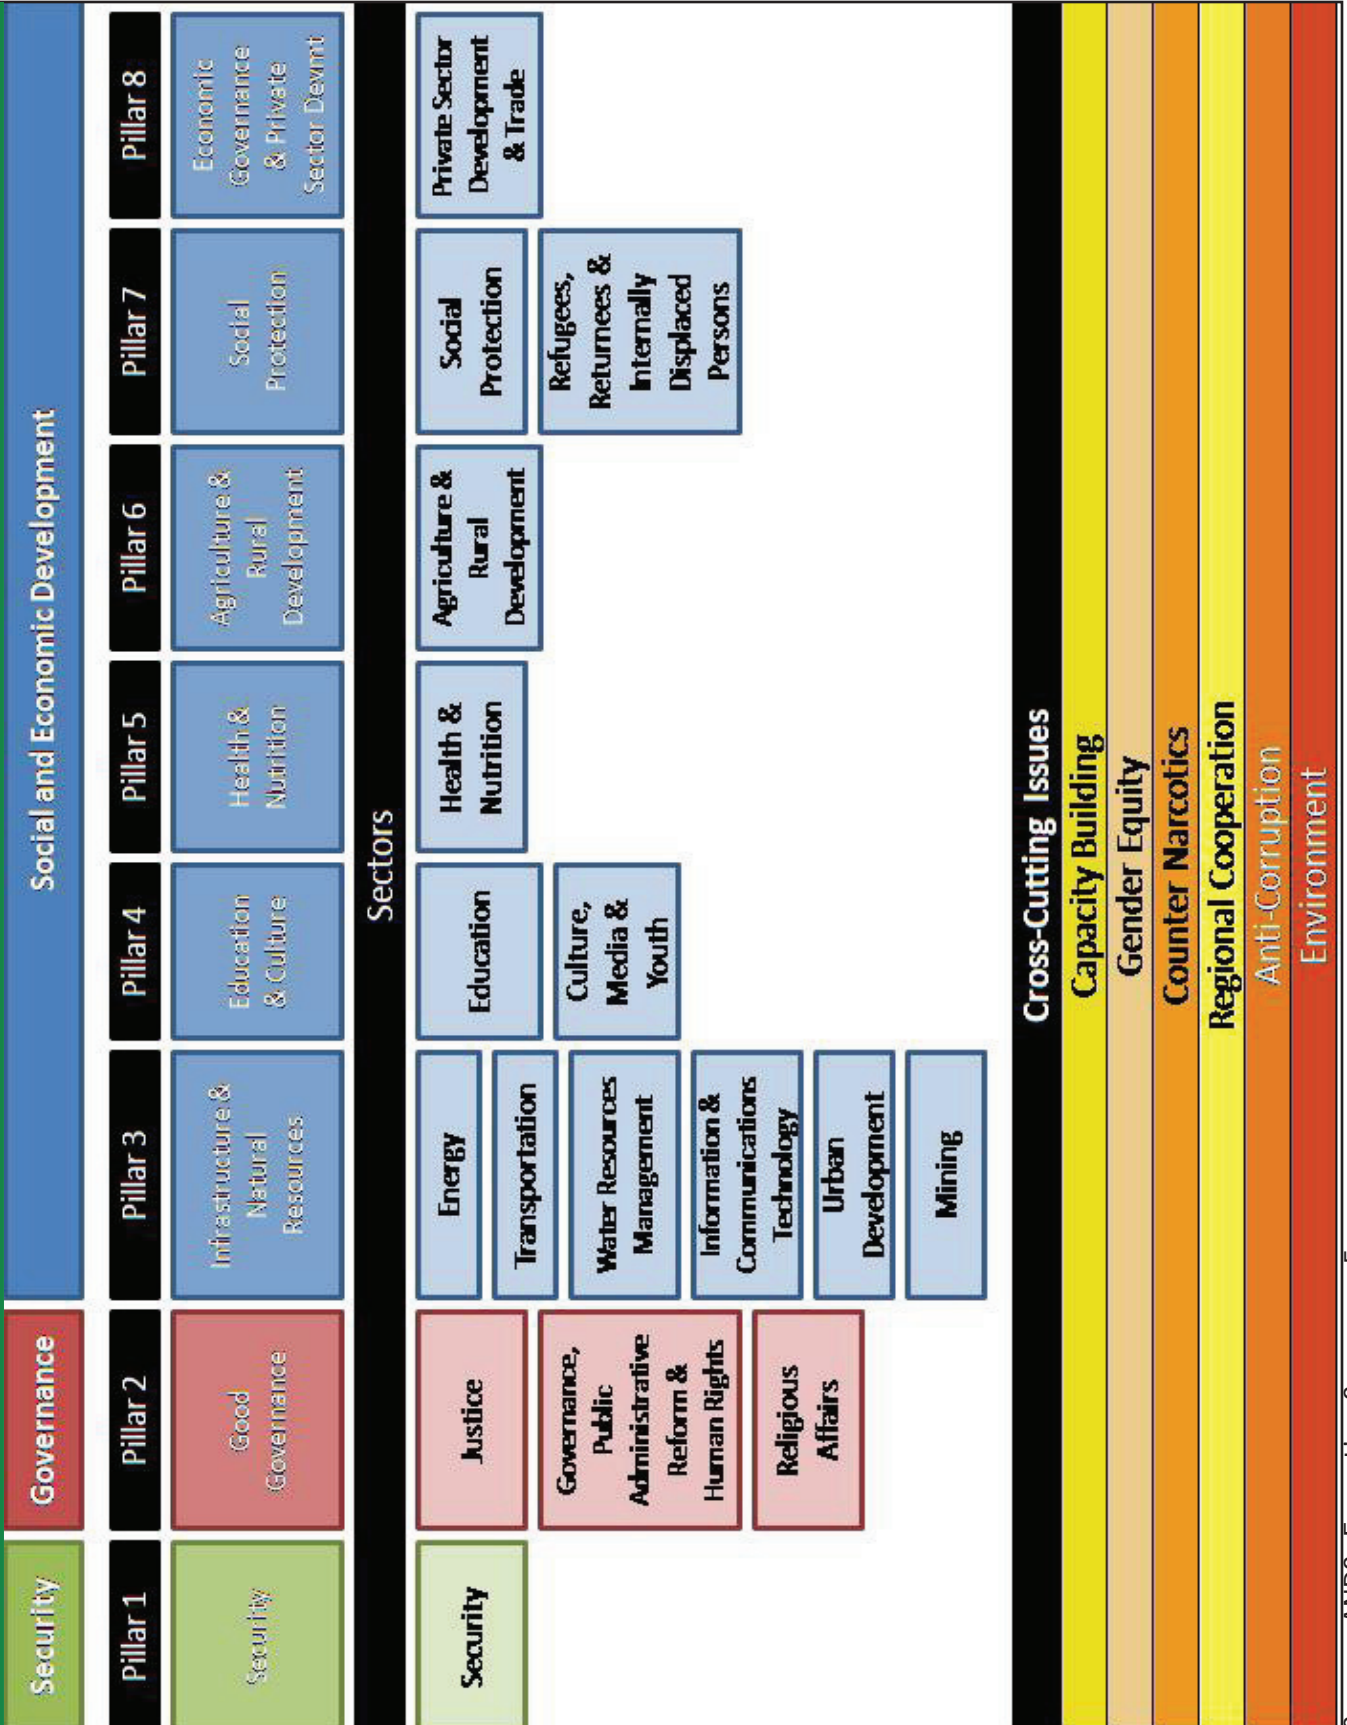 Security
Governance
Social and Economic Development
Pillar 1
Pillar 2
Pillar 3
Pillar 4
Pillar 5
Pillar 6
Pillar 7
Pillar 8
Security
Good
Governance
Infrastructure &
Natural
Resources
Education
& Culture
Health &
Nutrition
Agriculture &
Rural
Development
Social
Protection
Economic
Governance
& Private
Sector Devmt
Sectors
Security
Justice
Governance,
Public
Administrative
Reform &
Human Rights
Religious
Affairs
Energy
Transportation
Water Resources
Management
Information &
Communications
Technology
Urban
Development
Mining
Education
Culture,
Media &
Youth
Health &
Nutrition
Agriculture &
Rural
Development
Social
Protection
Refugees,
Returnees &
Internally
Displaced
Persons
Private Sector
Development
& Trade
Cross-Cutting Issues
Capacity Building
Gender Equity
Counter Narcotics
Regional Cooperation
Anti-Corruption
Environment